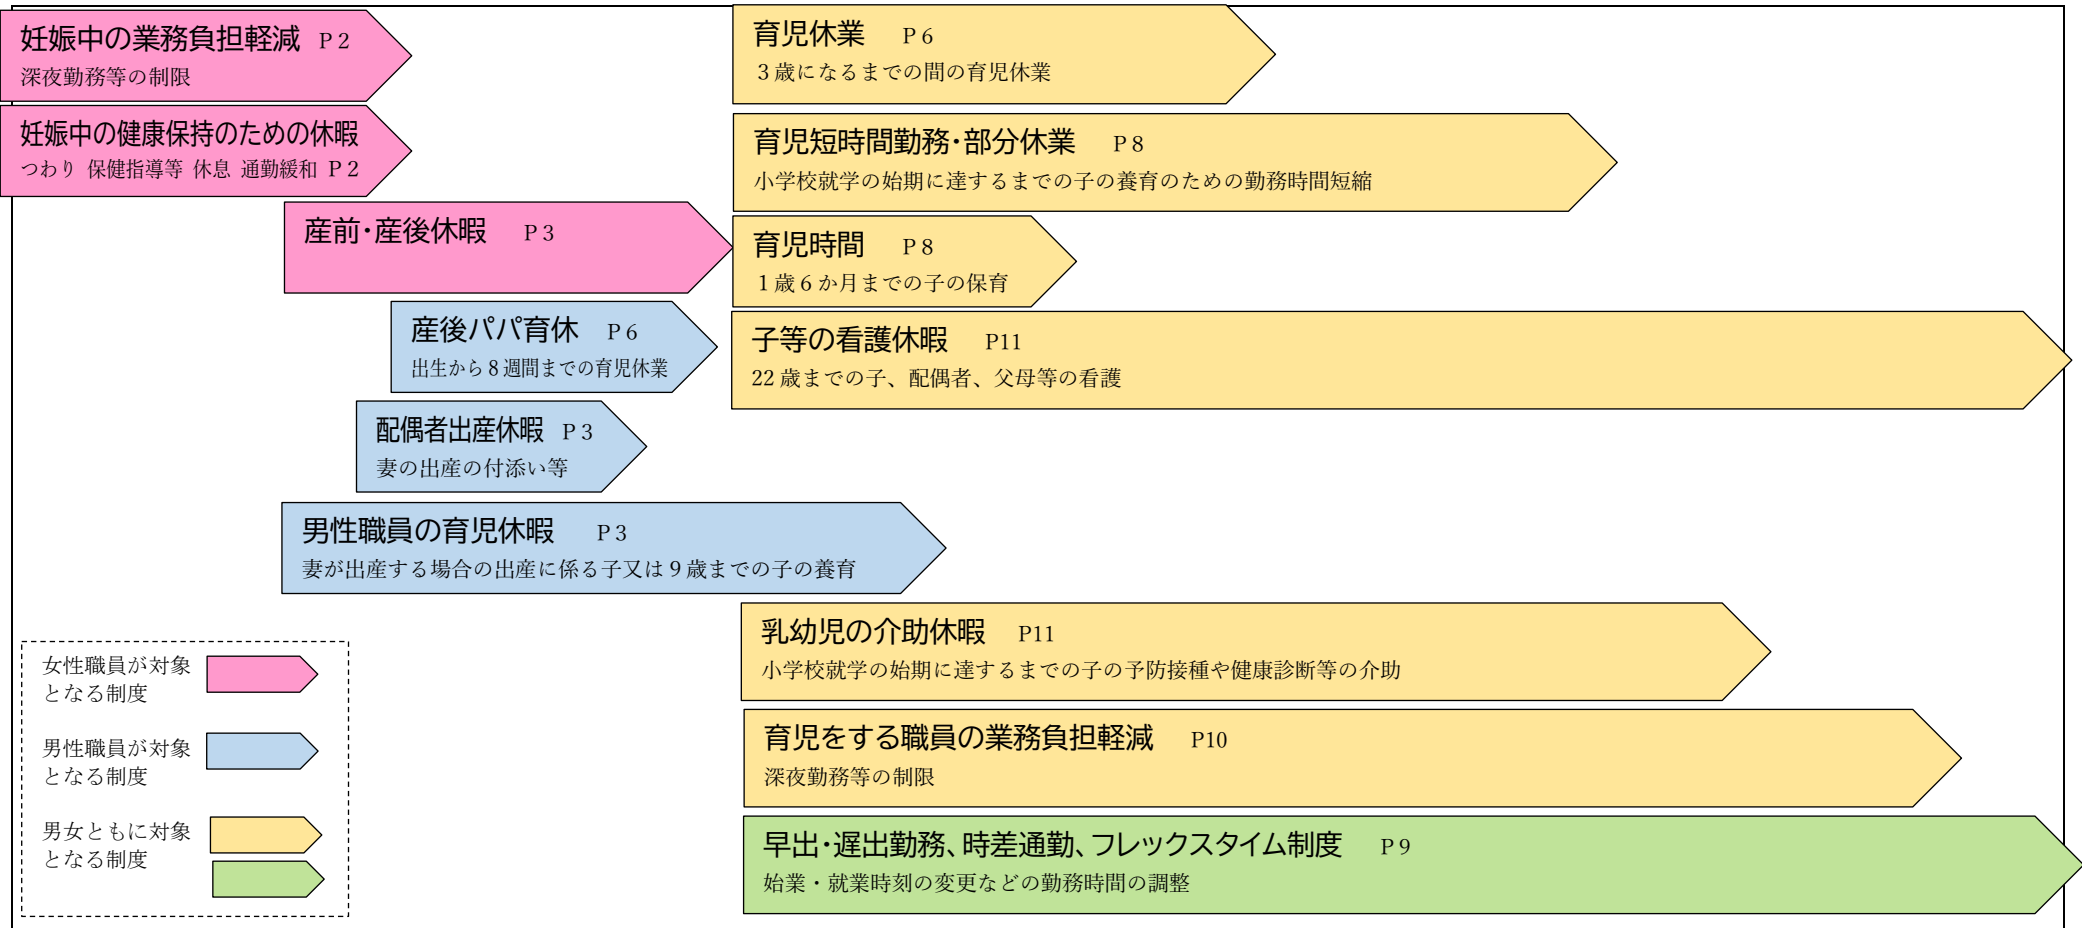 妊娠中の業務負担軽減 P2
深夜勤務等の制限
妊娠中の健康保持のための休暇
つわり 保健指導等 休息 通勤緩和 P2
産前・産後休暇 P3
産後パパ育休 P6
出生から8週間までの育児休業
配偶者出産休暇 P3
妻の出産の付添い等
男性職員の育児休暇 P3
妻が出産する場合の出産に係る子又は9歳までの子の養育
育児休業 P6
3歳になるまでの間の育児休業
育児短時間勤務・部分休業 P8
小学校就学の始期に達するまでの子の養育のための勤務時間短縮
育児時間 P8
1歳6か月までの子の保育
子等の看護休暇 P11
22歳までの子、配偶者、父母等の看護
乳幼児の介助休暇 P11
小学校就学の始期に達するまでの子の予防接種や健康診断等の介助
育児をする職員の業務負担軽減 P10
深夜勤務等の制限
早出・遅出勤務、時差通勤、フレックスタイム制度 P9
始業・就業時刻の変更などの勤務時間の調整
女性職員が対象
となる制度
男性職員が対象
となる制度
男女ともに対象
となる制度